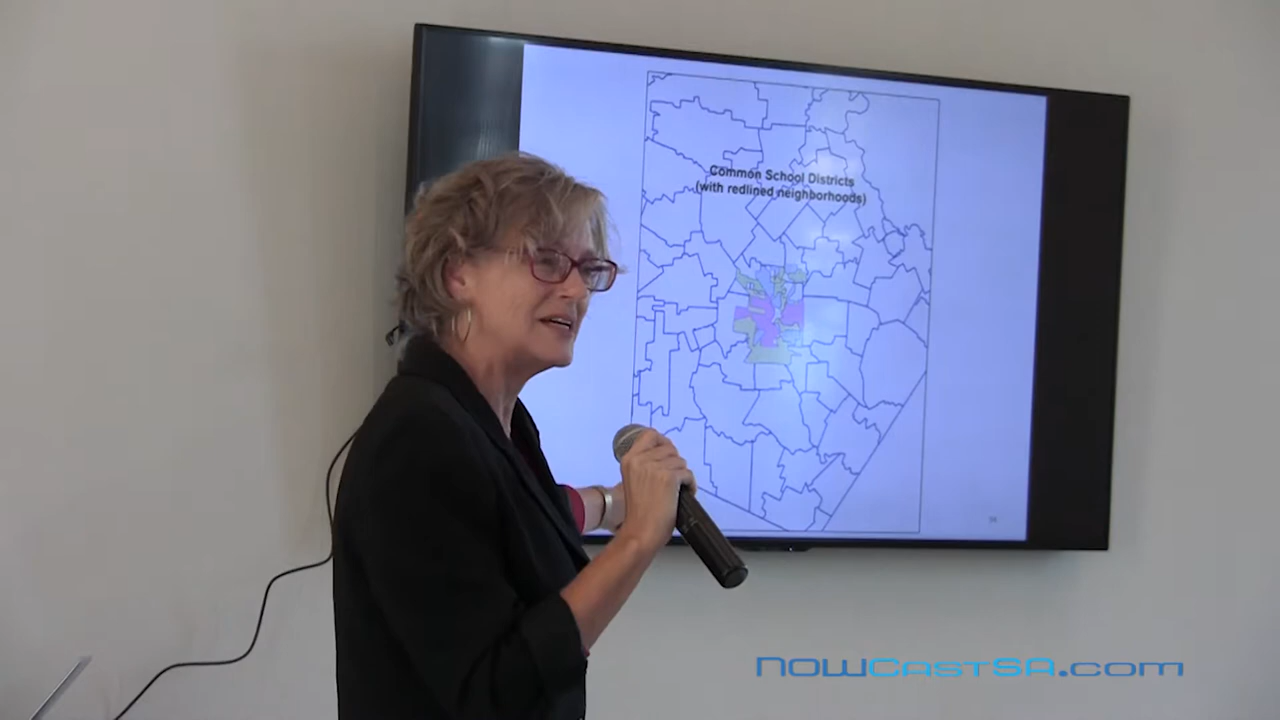 Common School Districts
(with redlined neighborhoods)
nowcastSA.com